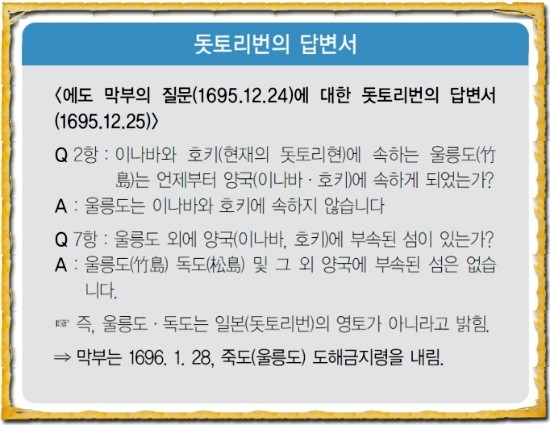 돗토리번의 답변서
〈에도 막부의 질문(1695.12.24)에 대한 돗토리번의 답변서
(1695.12.25)〉
Q 2항 : 이나바와 호키(현재의 돗토리현)에 속하는 울릉도(竹
島)는 언제부터 양국(이나바 · 호키)에 속하게 되었는가?
A : 울릉도는 이나바와 호키에 속하지 않습니다
Q 7항 : 울릉도 외에 양국(이나바, 호키)에 부속된 섬이 있는가?
A : 울릉도(竹島) 독도(松島) 및 그 외 양국에 부속된 섬은 없습
니다.
☞ 즉, 울릉도 · 독도는 일본(돗토리번)의 영토가 아니라고 밝힘.
⇒ 막부는 1696. 1. 28, 죽도(울릉도) 도해금지령을 내림.